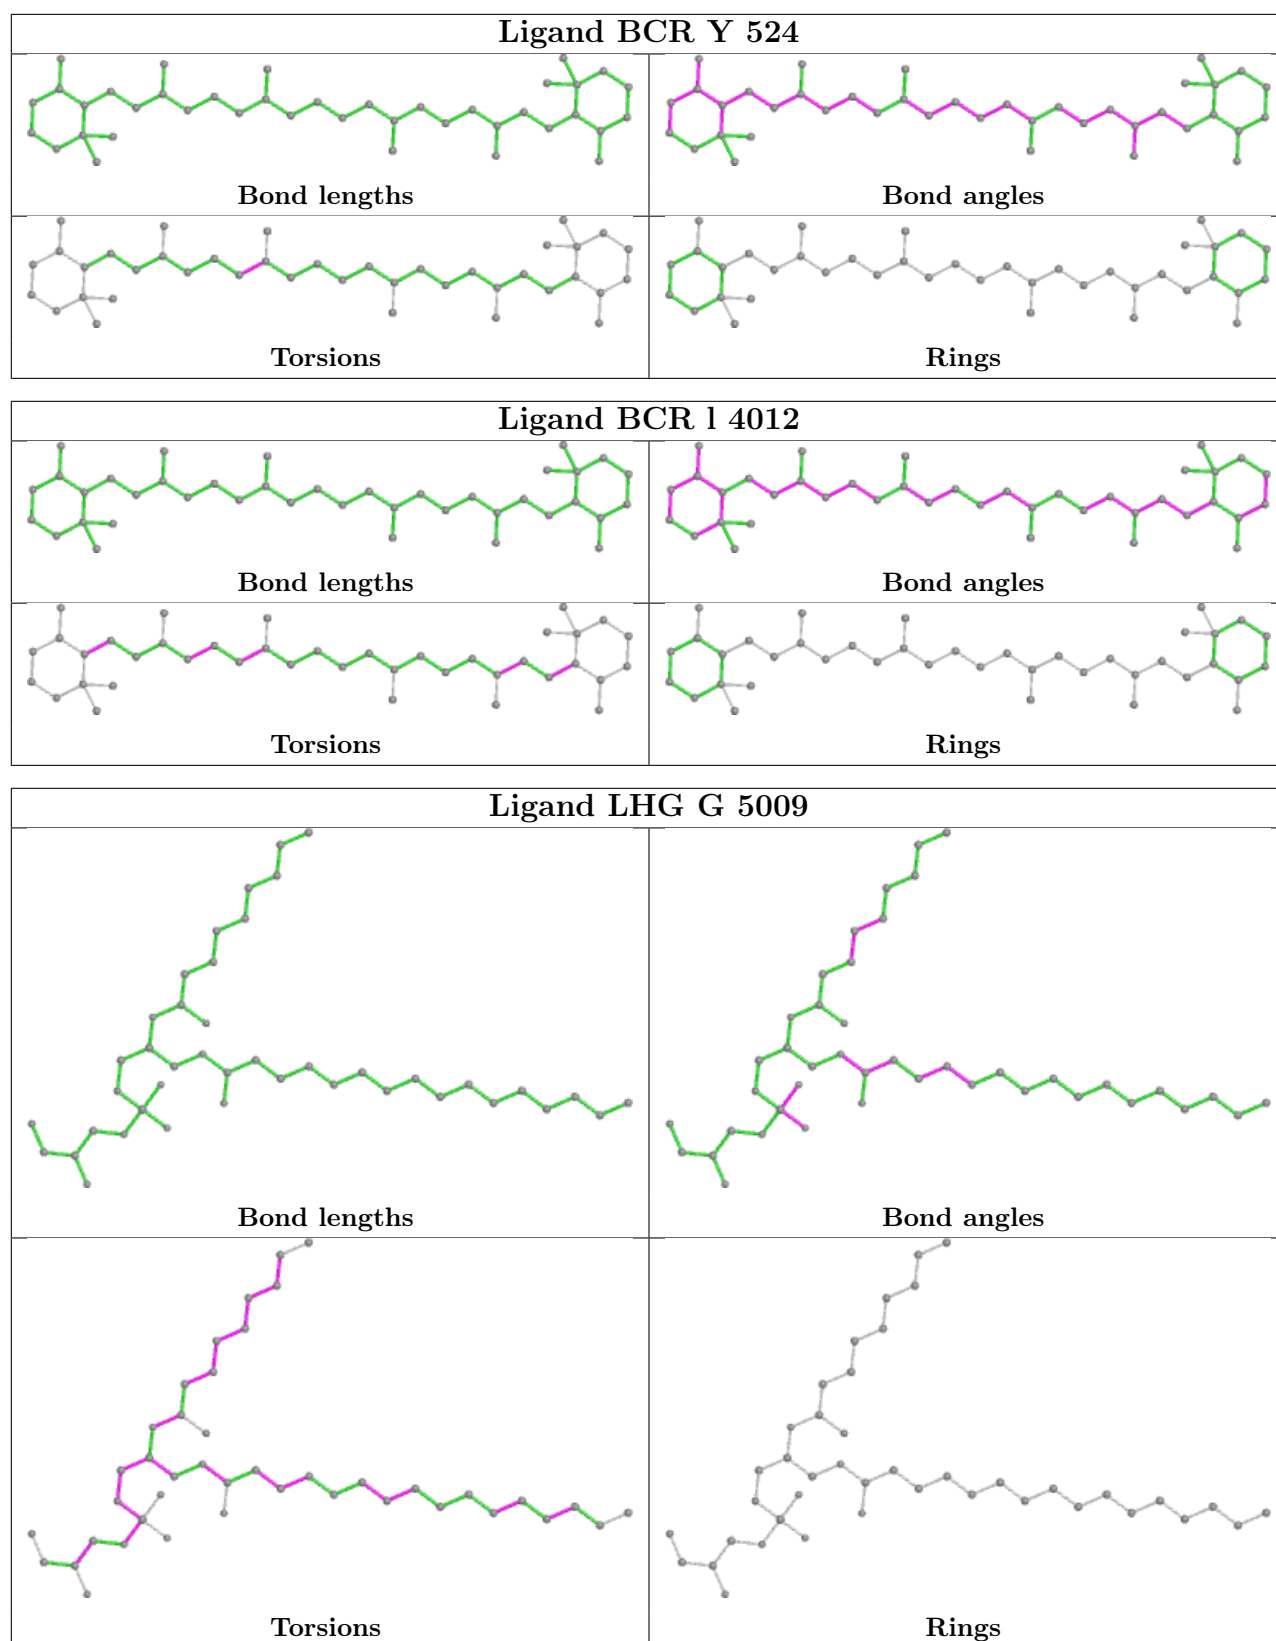 Ligand BCR Y 524
Bond lengths
Bond angles
Torsions
Rings
Ligand BCR l 4012
Bond lengths
Bond angles
Torsions
Rings
Ligand LHG G 5009
Bond lengths
Bond angles
Torsions
Rings